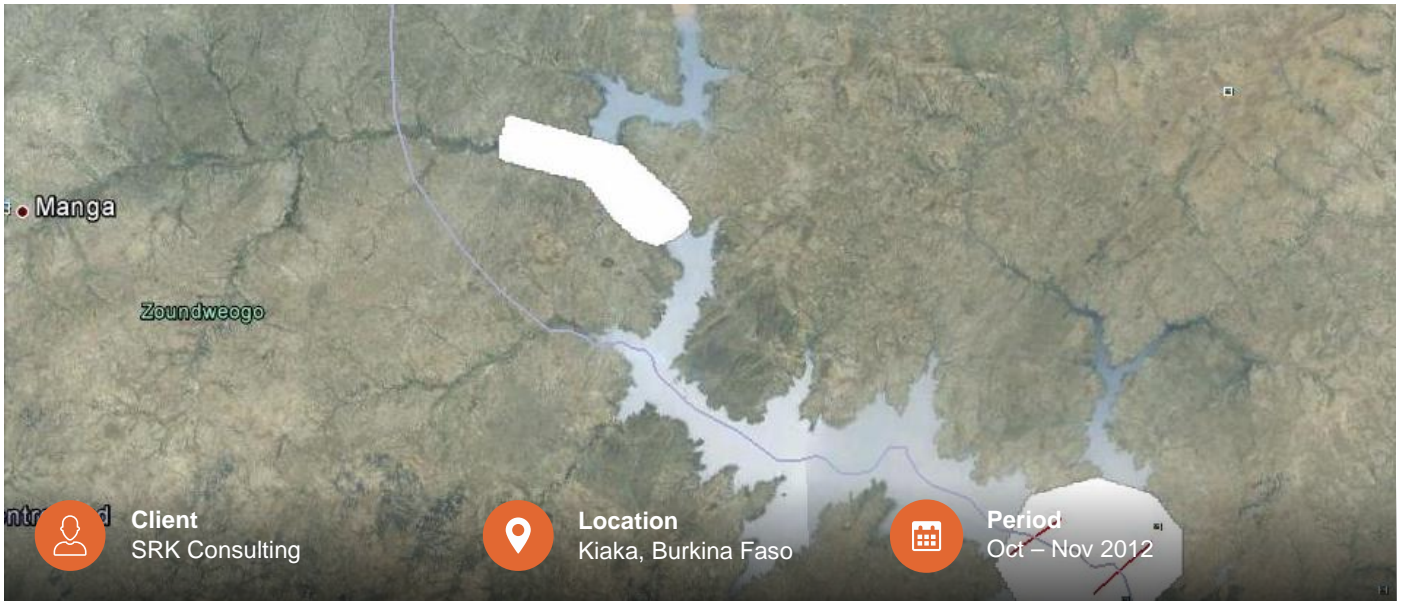 Manga
Zoundweogo
Client
SRK Consulting
Location
Kiaka, Burkina Faso
Period
Oct – Nov 2012